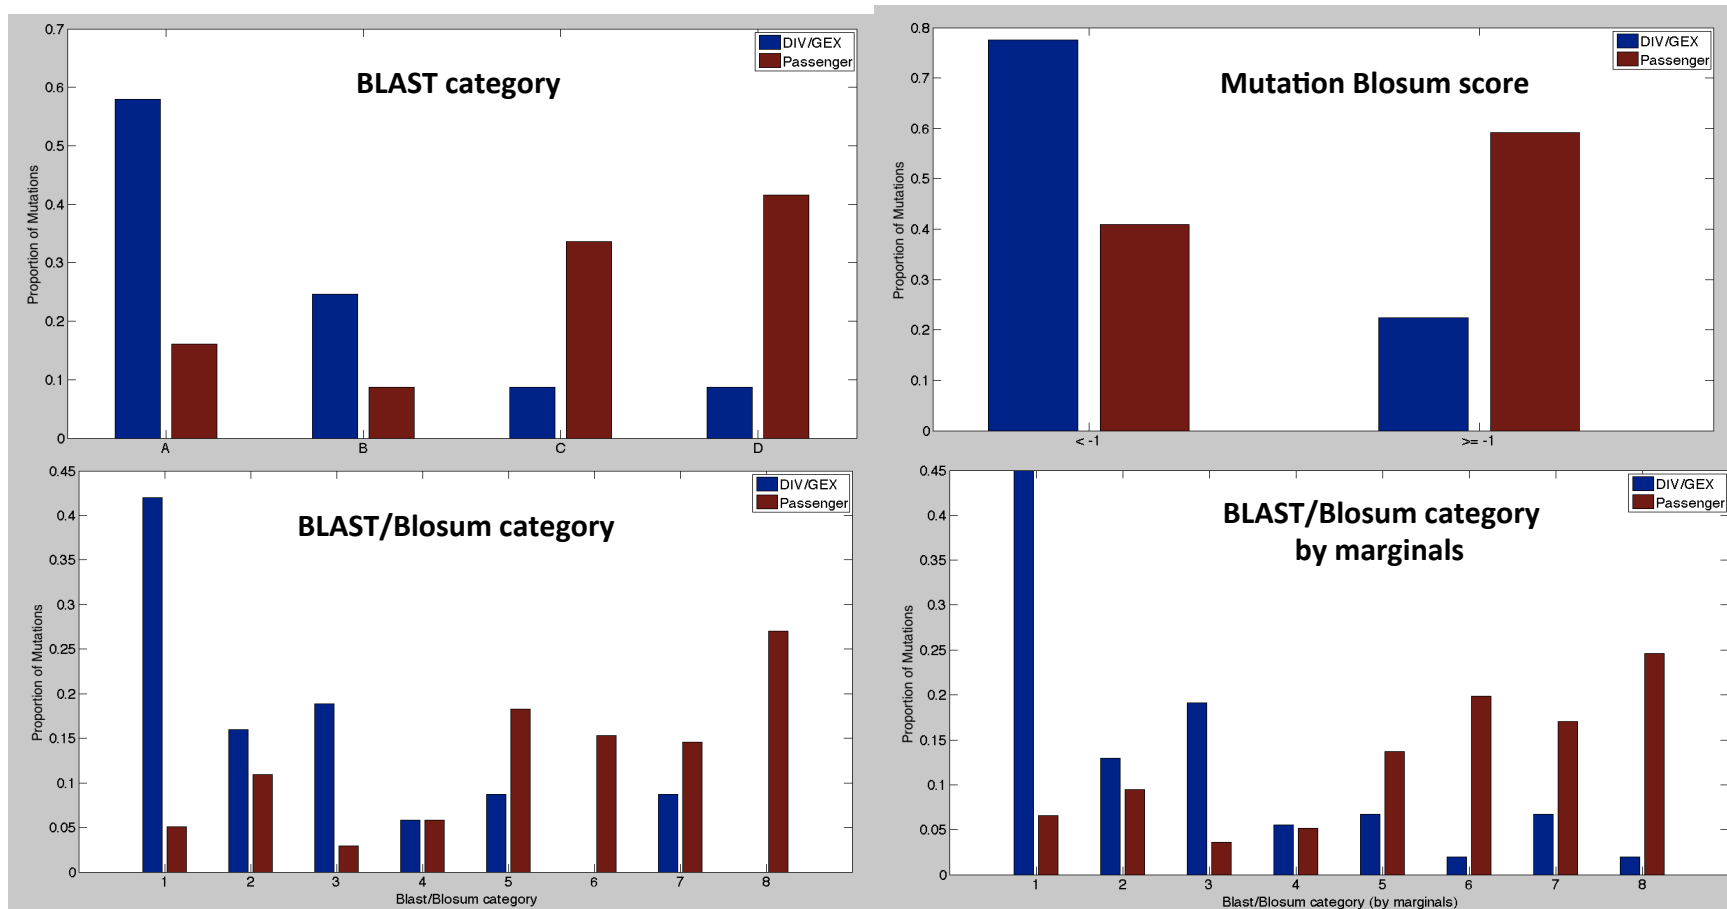 BLAST category
DIV/GEX
Passenger
Proportion of Mutations
0.7
0.6
0.5
0.4
0.3
0.2
0.1
0
A B C D
Mutation Blosum score
DIV/GEX
Passenger
Proportion of Mutations
0.8
0.7
0.6
0.5
0.4
0.3
0.2
0.1
0
< -1 >= -1
BLAST/Blosum category
DIV/GEX
Passenger
Proportion of Mutations
0.45
0.4
0.35
0.3
0.25
0.2
0.15
0.1
0.05
0
1 2 3 4 5 6 7 8
Blast/Blosum category
BLAST/Blosum category
by marginals
DIV/GEX
Passenger
Proportion of Mutations
0.45
0.4
0.35
0.3
0.25
0.2
0.15
0.1
0.05
0
1 2 3 4 5 6 7 8
Blast/Blosum category (by marginals)